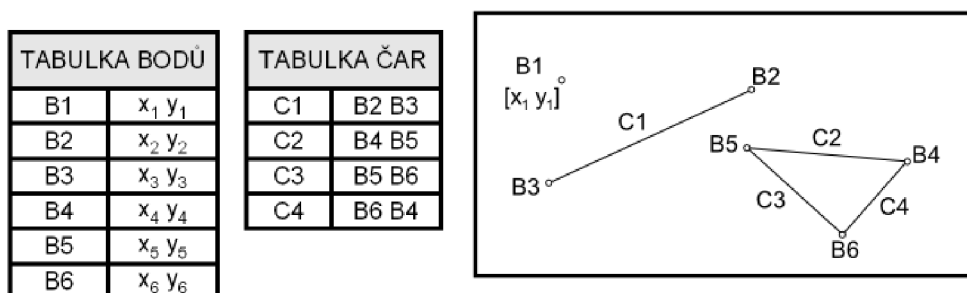 TABULKA BODŮ
B1 x₁ y₁
B2 x₂ y₂
B3 x₃ y₃
B4 x₄ y₄
B5 x₅ y₅
B6 x₆ y₆
TABULKA ČAR
C1 B2 B3
C2 B4 B5
C3 B5 B6
C4 B6 B4
B1
[x₁ y₁]
B2
C1
B3
B5
C2
B4
C3
C4
B6